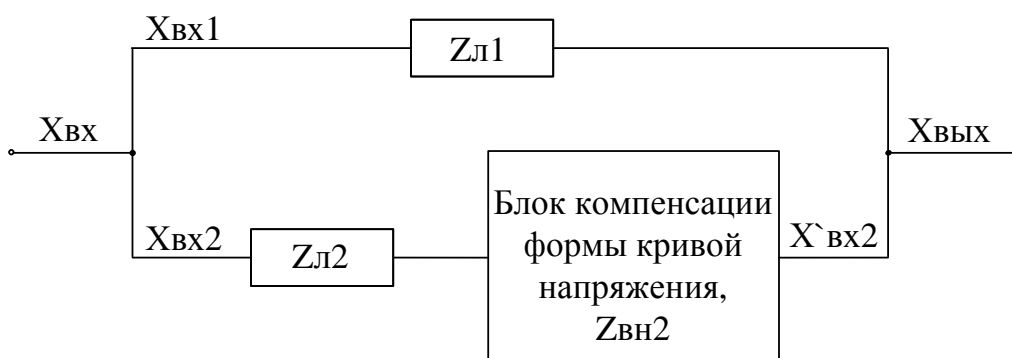 Xвх1
Zл1
Xвх
Xвых
Xвх2
Zл2
Блок компенсации
формы кривой
напряжения,
Zвн2
X`вх2